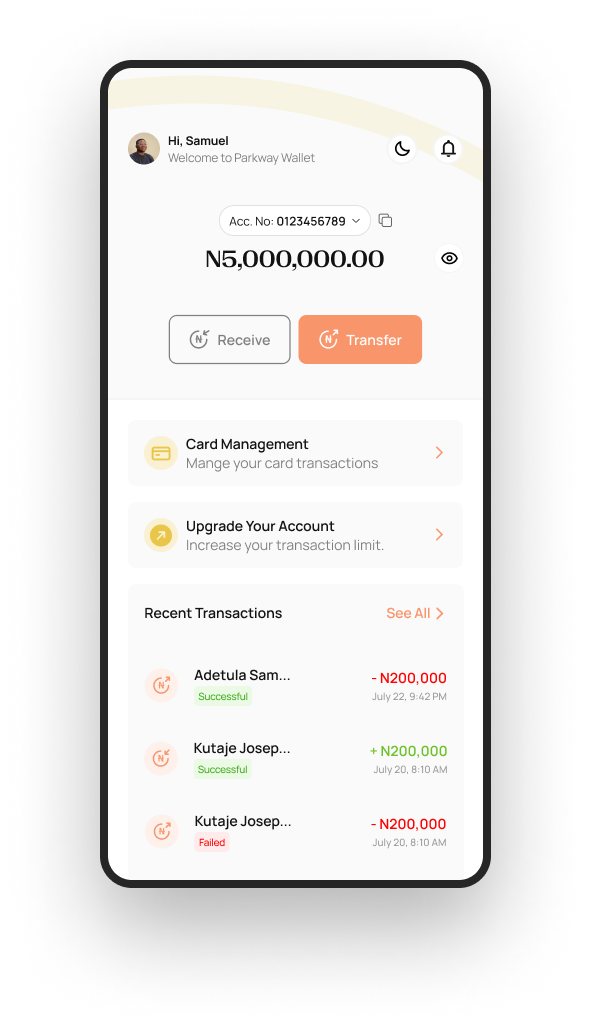 Hi, Samuel
Welcome to Parkway Wallet
Acc. No: 0123456789
N5,000,000.00
Receive
Transfer
Card Management
Mange your card transactions
Upgrade Your Account
Increase your transaction limit.
Recent Transactions
See All
Adetula Sam...
- N200,000
Successful
July 22, 9:42 PM
Kutaje Josep...
+ N200,000
Successful
July 20, 8:10 AM
Kutaje Josep...
- N200,000
Failed
July 20, 8:10 AM